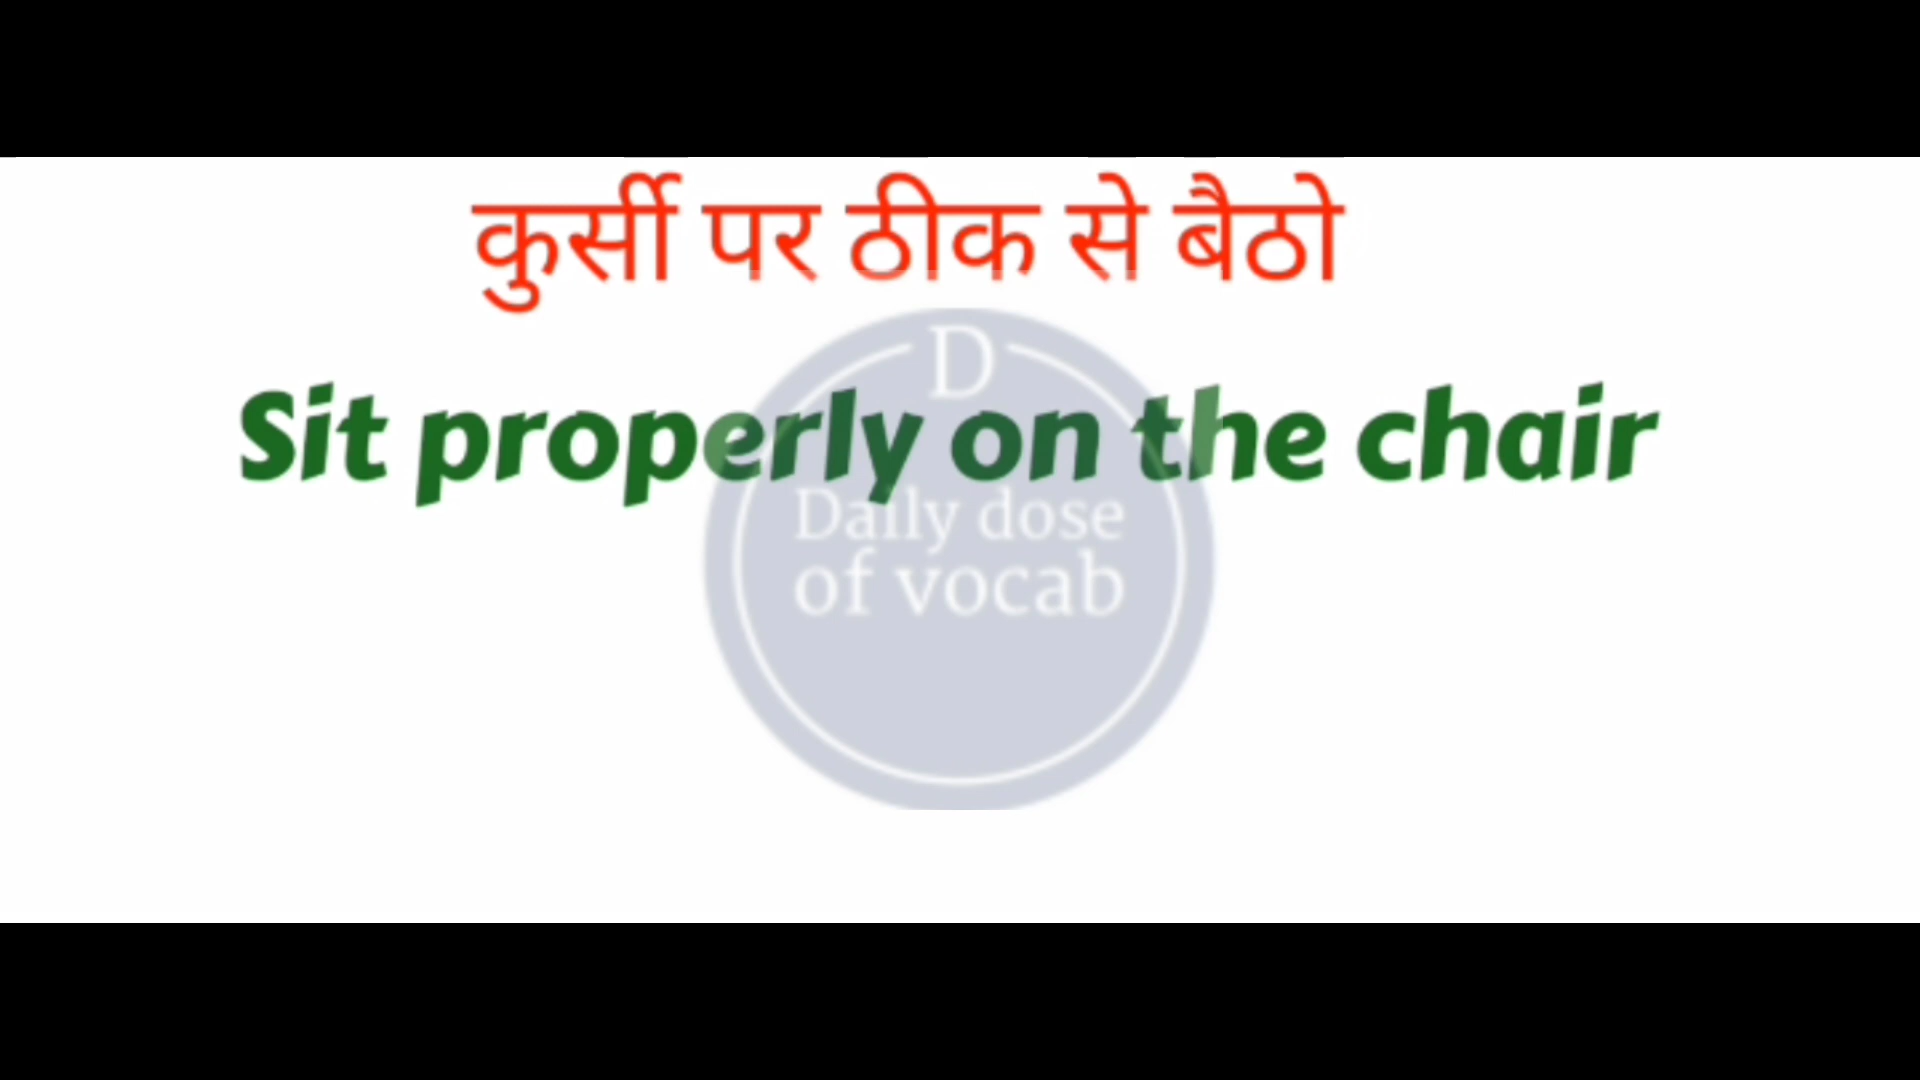 कुर्सी पर ठीक से बैठो
D
Sit properly on the chair
Daily dose
of vocab